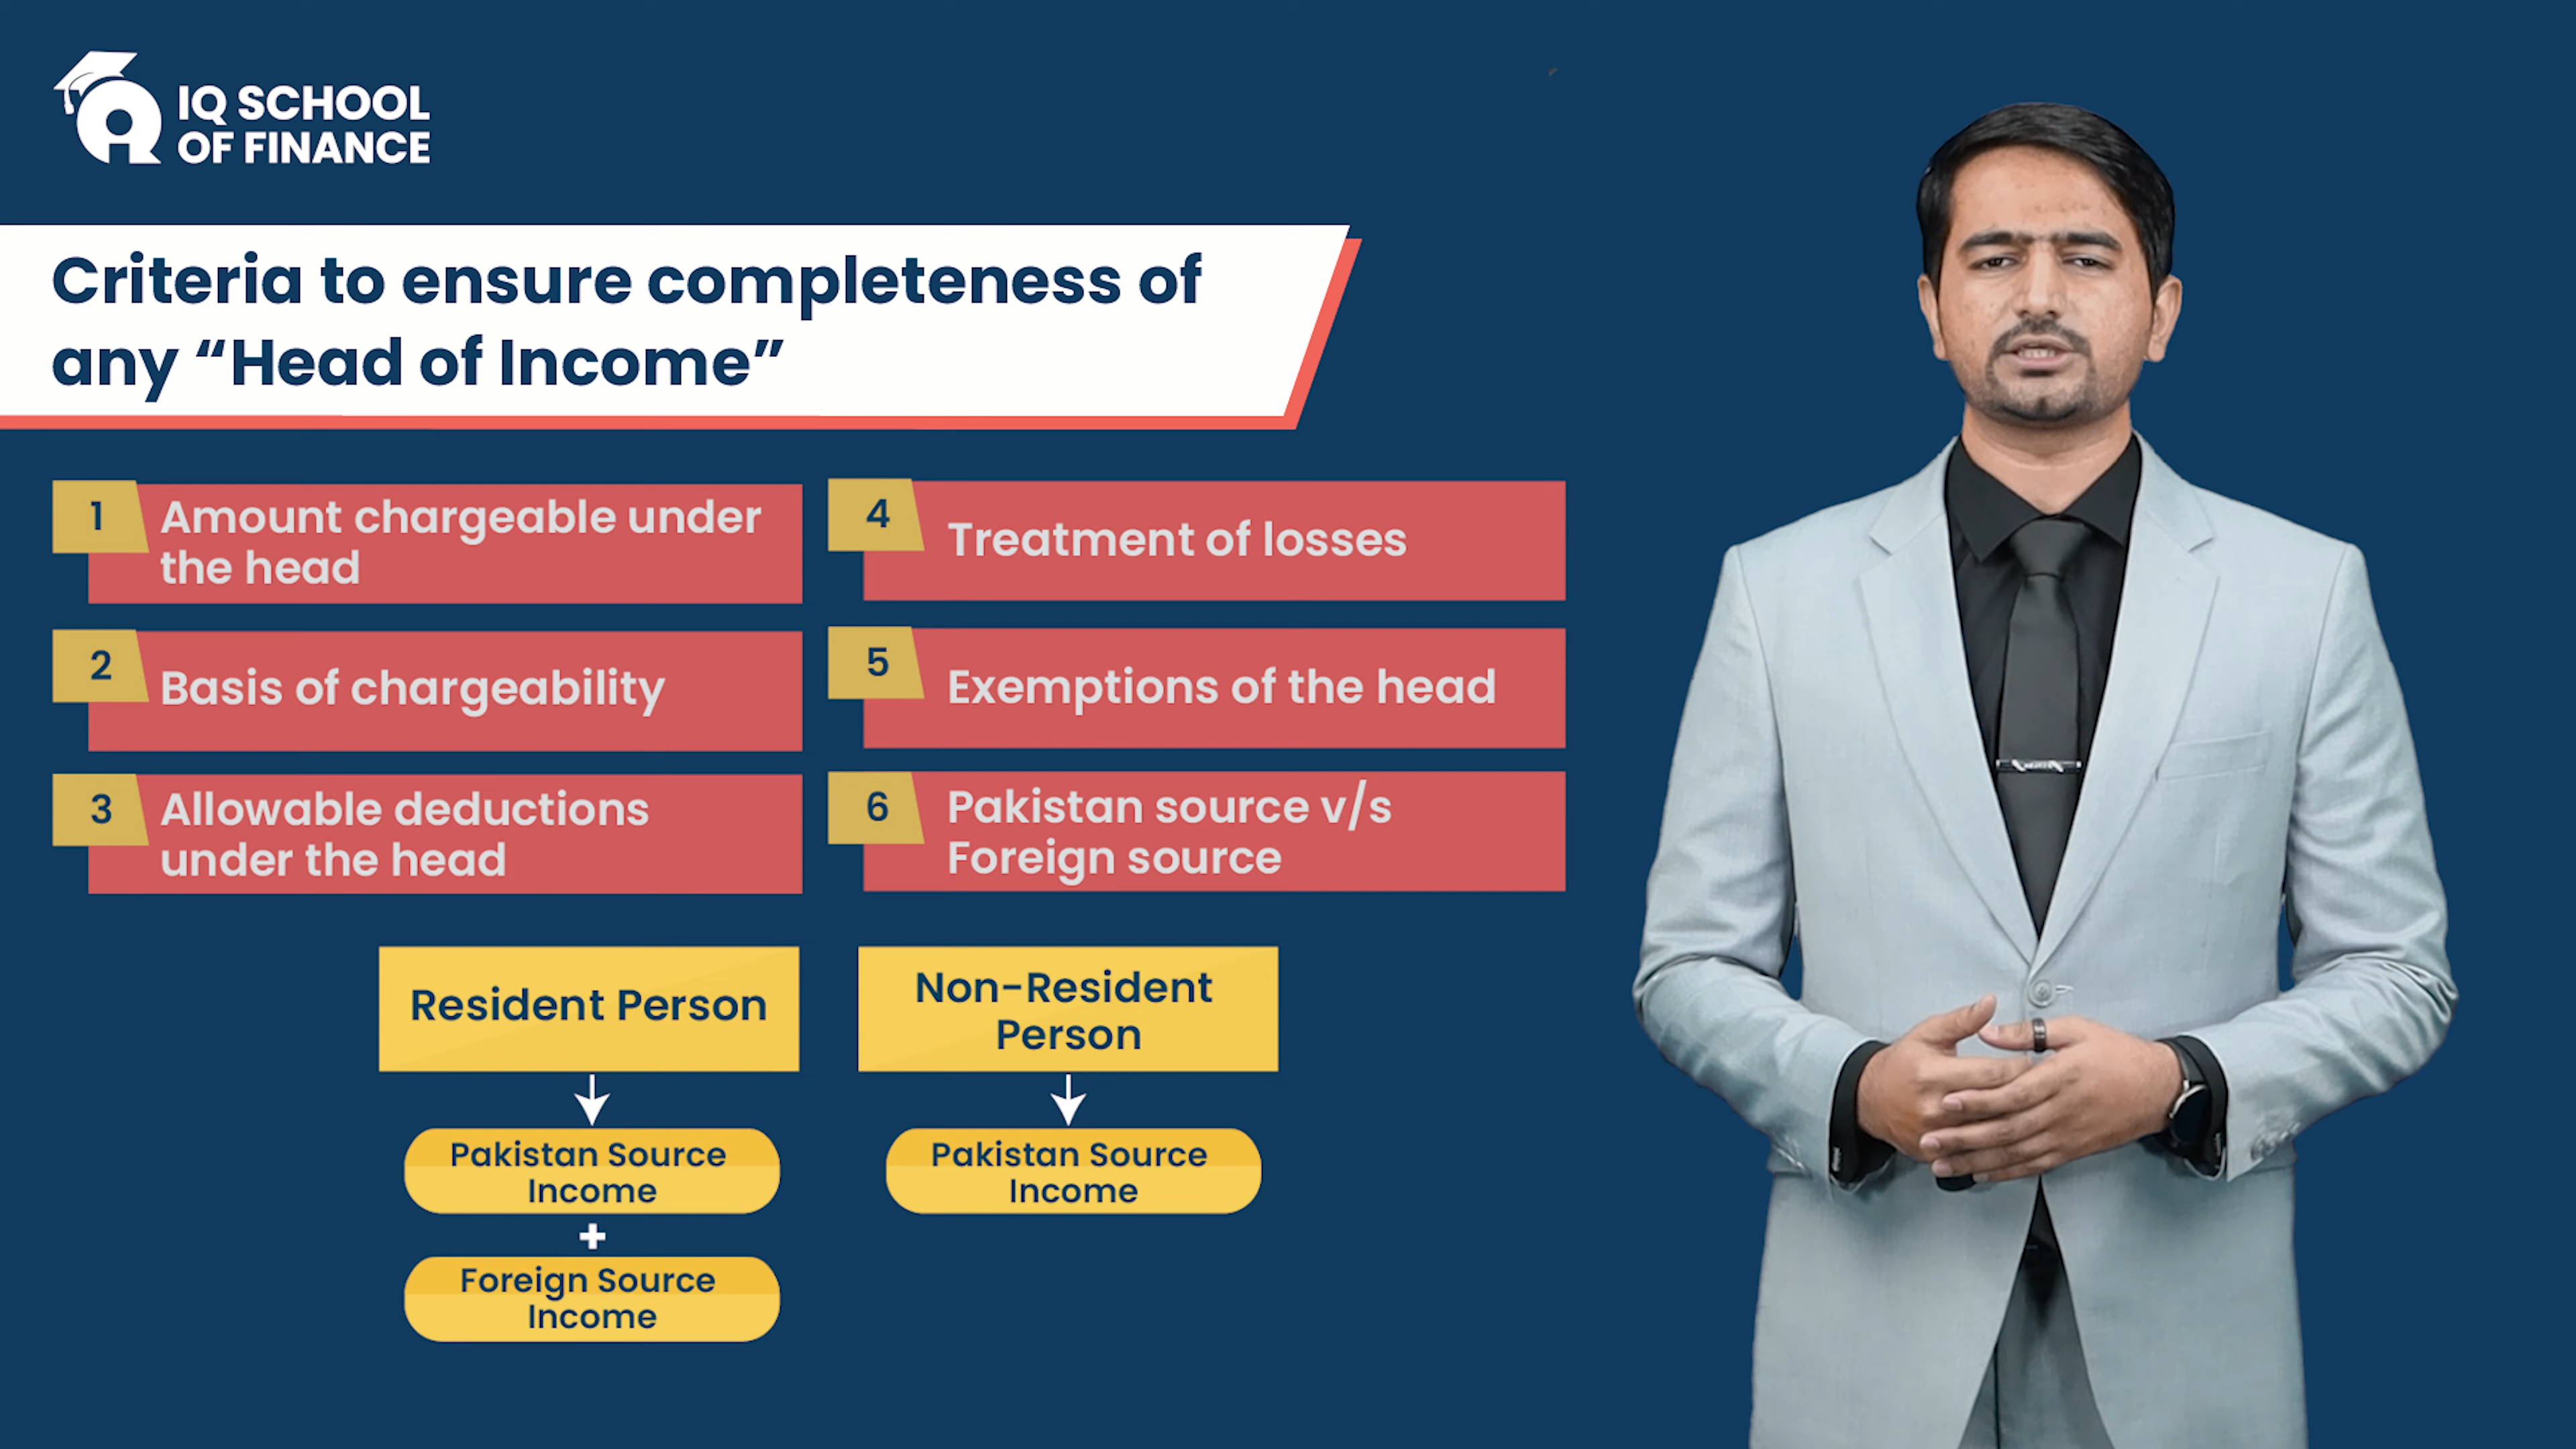 IQ SCHOOL
OF FINANCE
Criteria to ensure completeness of
any “Head of Income”
1
Amount chargeable under
the head
2
Basis of chargeability
3
Allowable deductions
under the head
4
Treatment of losses
5
Exemptions of the head
6
Pakistan source v/s
Foreign source
Resident Person
Pakistan Source
Income
+
Foreign Source
Income
Non-Resident
Person
Pakistan Source
Income